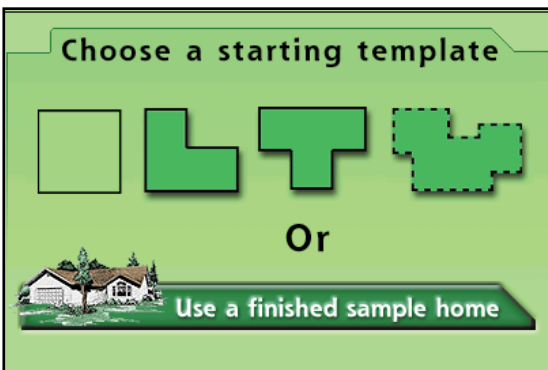 Choose a starting template
Or
Use a finished sample home